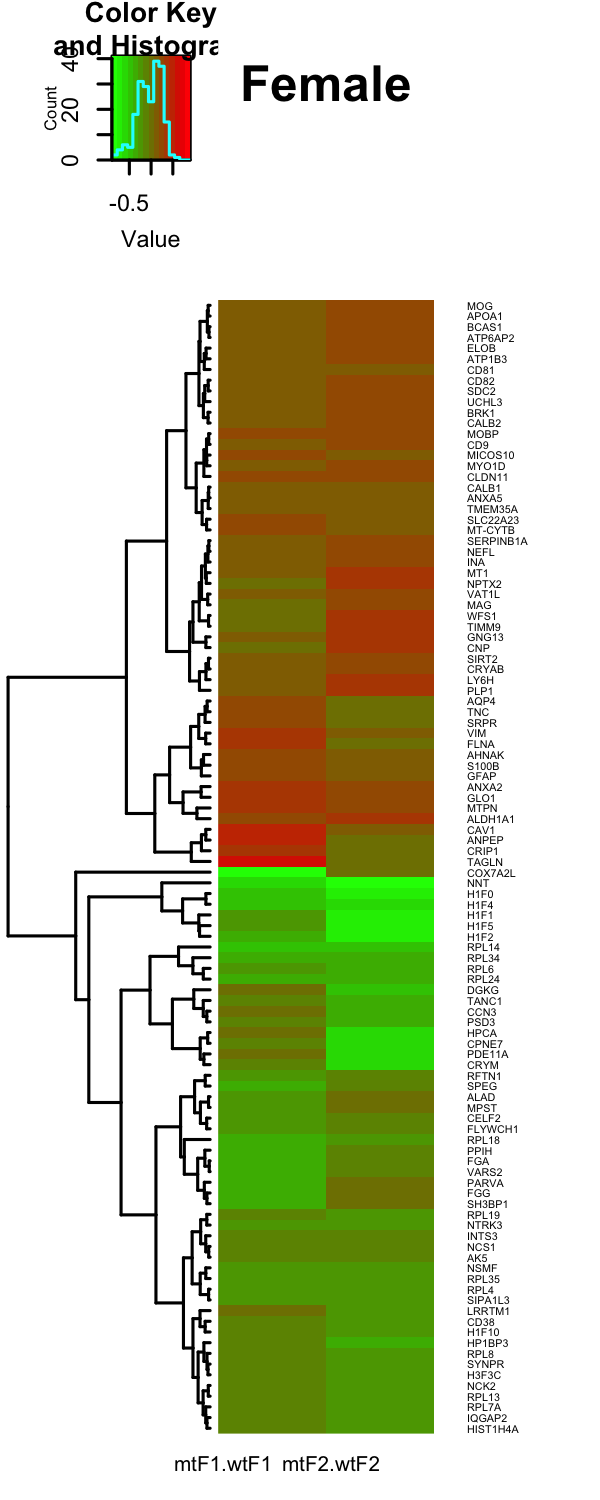 Color Key
and Histogra
Female
Count
0 20 40
-0.5
Value
MOG
APOA1
BCAS1
ATP6AP2
ELOB
ATP1B3
CD81
CD82
SDC2
UCHL3
BRK1
CALB2
MOBP
CD9
MICOS10
MYO1D
CLDN11
CALB1
ANXA5
TMEM35A
SLC22A23
MT-CYTB
SERPINB1A
NEFL
INA
MT1
NPTX2
VAT1L
MAG
WFS1
TIMM9
GNG13
CNP
SIRT2
CRYAB
LY6H
PLP1
AQP4
TNC
SRPR
VIM
FLNA
AHNAK
S100B
GFAP
ANXA2
GLO1
MTPN
ALDH1A1
CAV1
ANPEP
CRIP1
TAGLN
COX7A2L
NNT
H1F0
H1F4
H1F1
H1F5
H1F2
RPL14
RPL34
RPL6
RPL24
DGKG
TANC1
CCN3
PSD3
HPCA
CPNE7
PDE11A
CRYM
RFTN1
SPEG
ALAD
MPST
CELF2
FLYWCH1
RPL18
PPIH
FGA
VARS2
PARVA
FGG
SH3BP1
RPL19
NTRK3
INTS3
NCS1
AK5
NSMF
RPL35
RPL4
SIPA1L3
LRRTM1
CD38
H1F10
HP1BP3
RPL8
SYNPR
H3F3C
NCK2
RPL13
RPL7A
IQGAP2
HIST1H4A
mtF1.wtF1 mtF2.wtF2